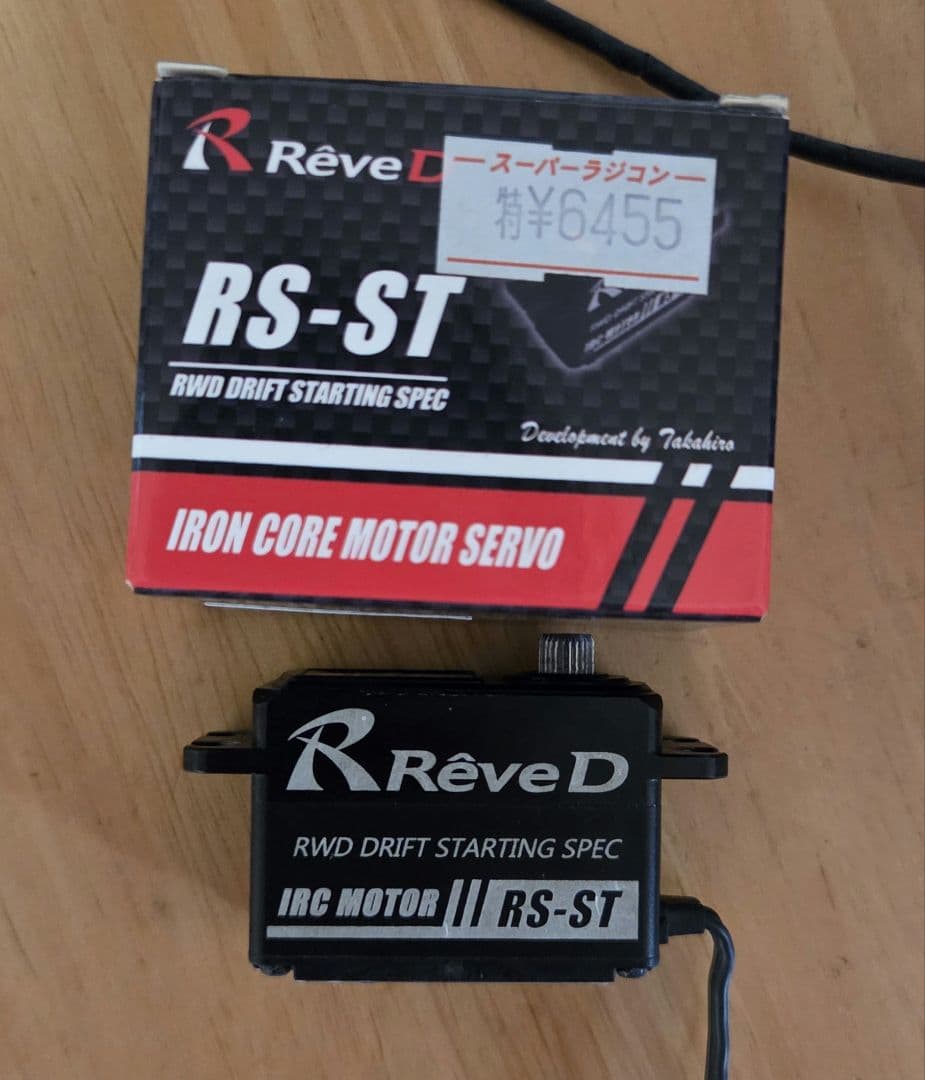 R RêveD
スーパーラジコン
特付¥6455
RS-ST
RWD DRIFT STARTING SPEC
Development by Takahiro
IRON CORE MOTOR SERVO
R RêveD
RWD DRIFT STARTING SPEC
IRC MOTOR RS-ST